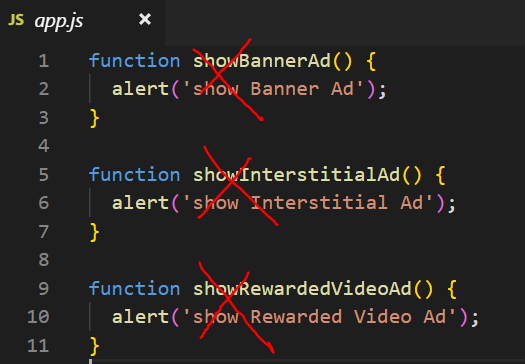 JS app.js ×
1 function showBannerAd() {
2 alert('show Banner Ad');
3 }
4
5 function showInterstitialAd() {
6 alert('show Interstitial Ad');
7 }
8
9 function showRewardedVideoAd() {
10 alert('show Rewarded Video Ad');
11 }